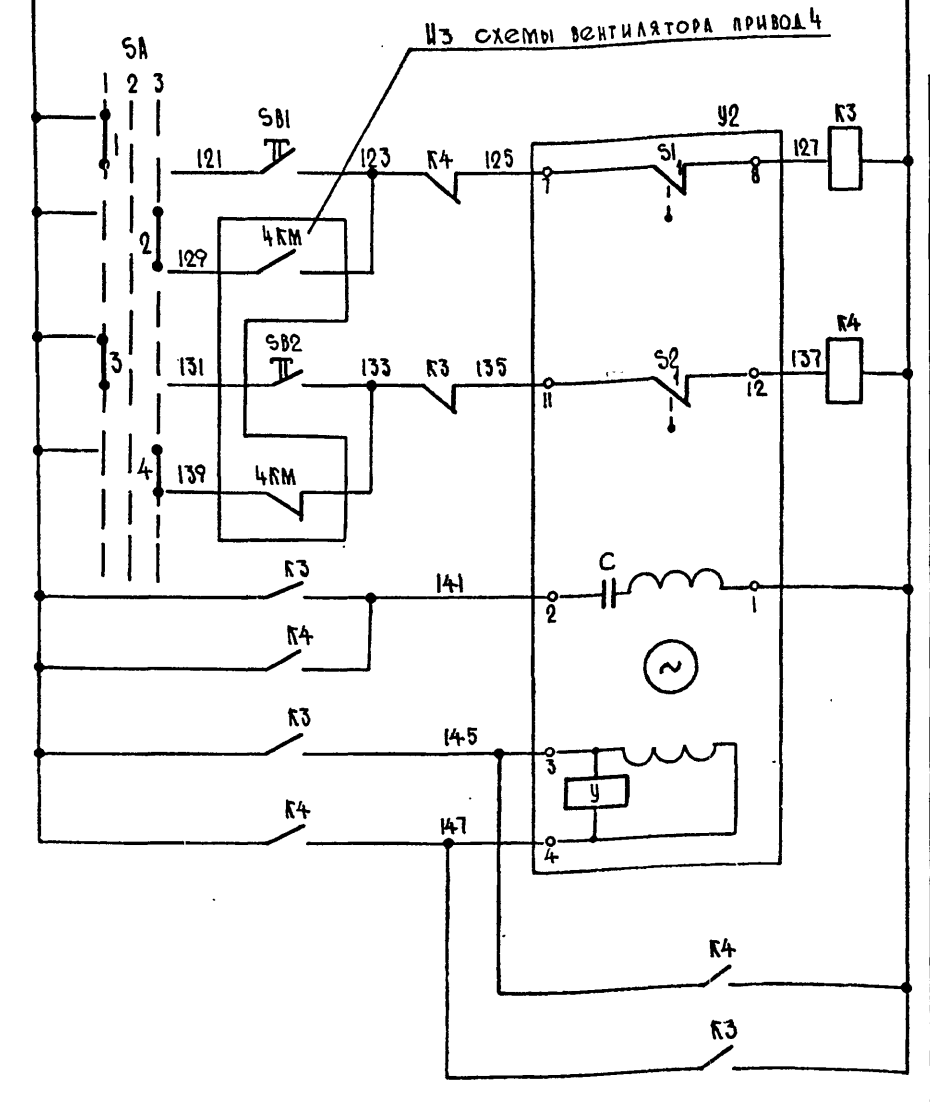 Из схемы вентилятора привод 4
SA
1 2 3
SB1
У2
К3
1
121
123
К4
125
S1
127
7
8
2
129
4КМ
К4
SB2
3
131
133
К3
135
S2
137
11
12
4
139
4КМ
К3
141
C
2
1
К4
~
К3
145
3
У
К4
147
4
К4
К3